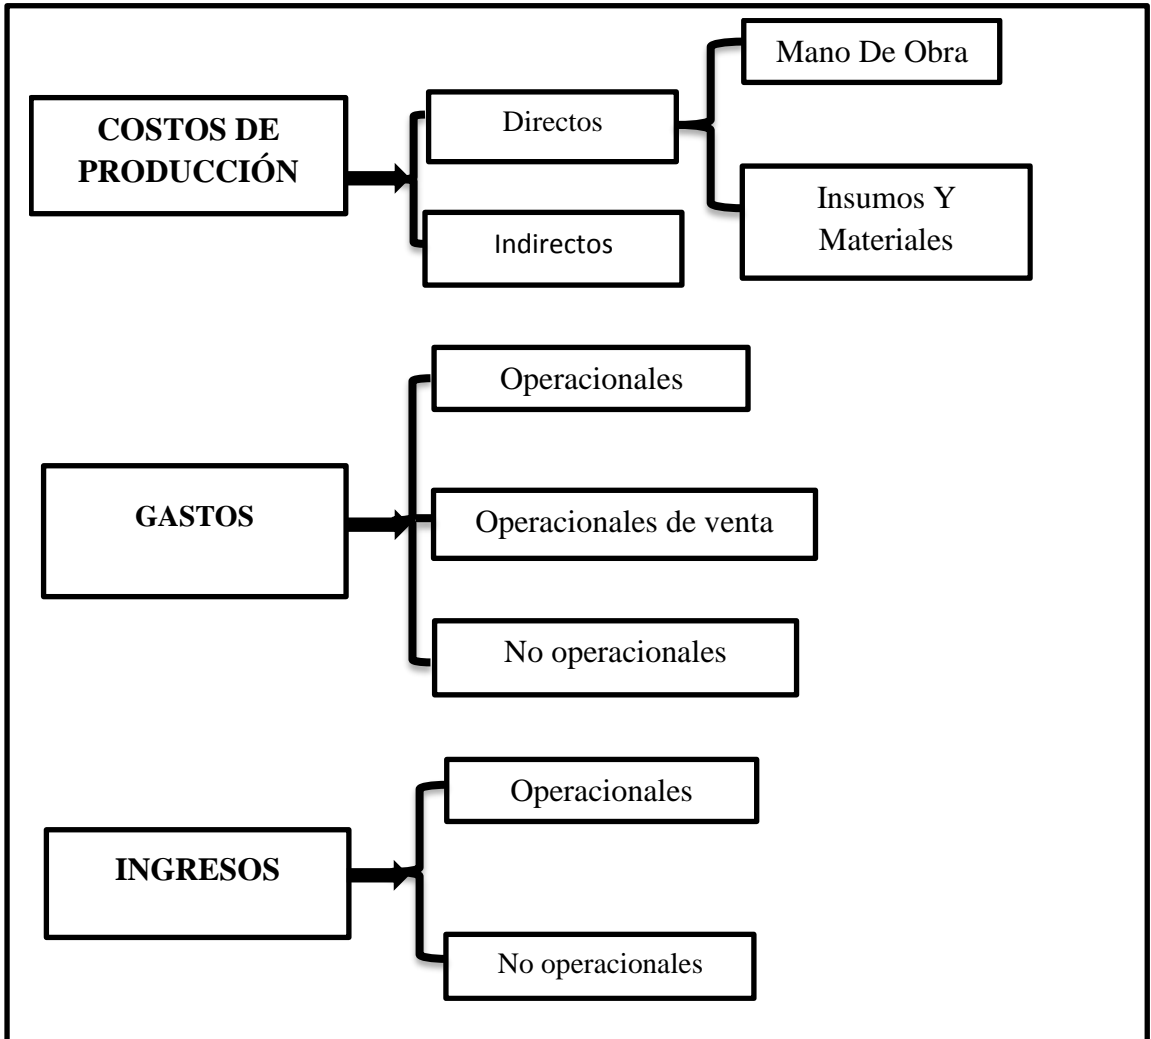 COSTOS DE
PRODUCCIÓN
Directos
Mano De Obra
Insumos Y
Materiales
Indirectos
GASTOS
Operacionales
Operacionales de venta
No operacionales
INGRESOS
Operacionales
No operacionales